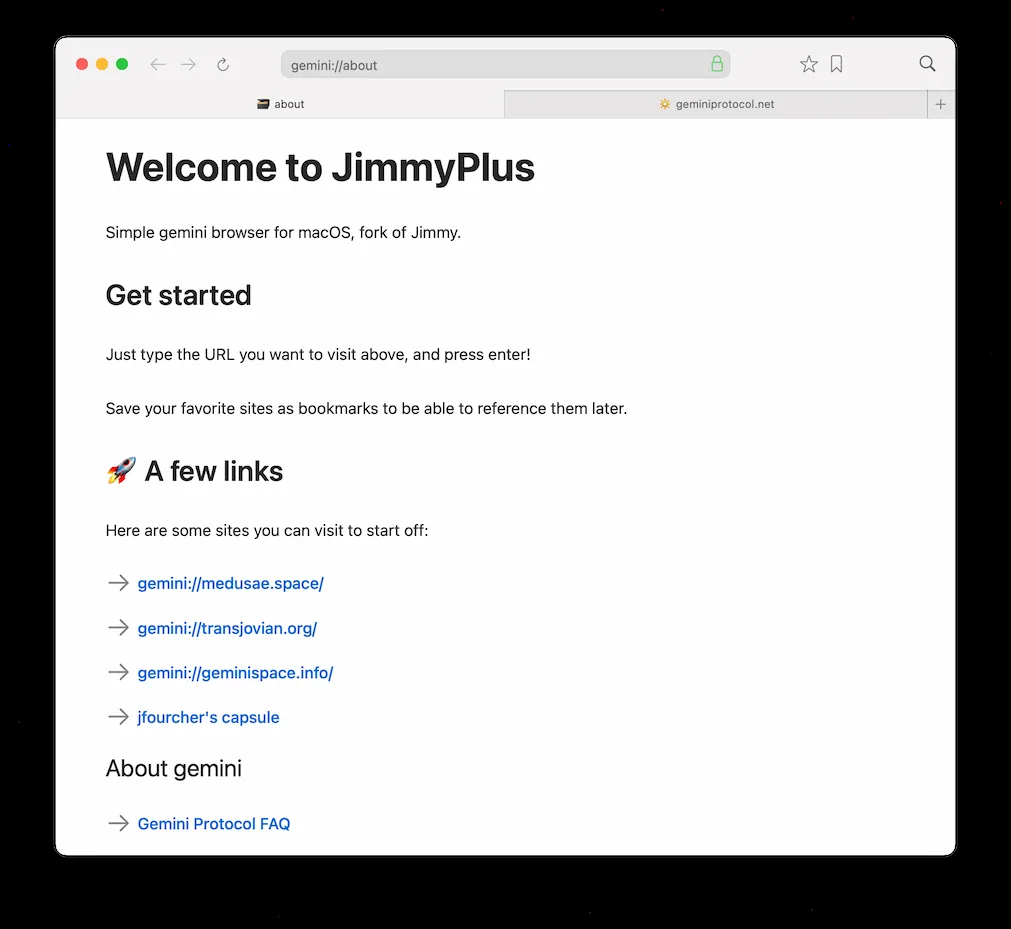 gemini://about
about
geminiprotocol.net
Welcome to JimmyPlus
Simple gemini browser for macOS, fork of Jimmy.
Get started
Just type the URL you want to visit above, and press enter!
Save your favorite sites as bookmarks to be able to reference them later.
🚀 A few links
Here are some sites you can visit to start off:
→ gemini://medusae.space/
→ gemini://transjovian.org/
→ gemini://geminispace.info/
→ jfourcher's capsule
About gemini
→ Gemini Protocol FAQ